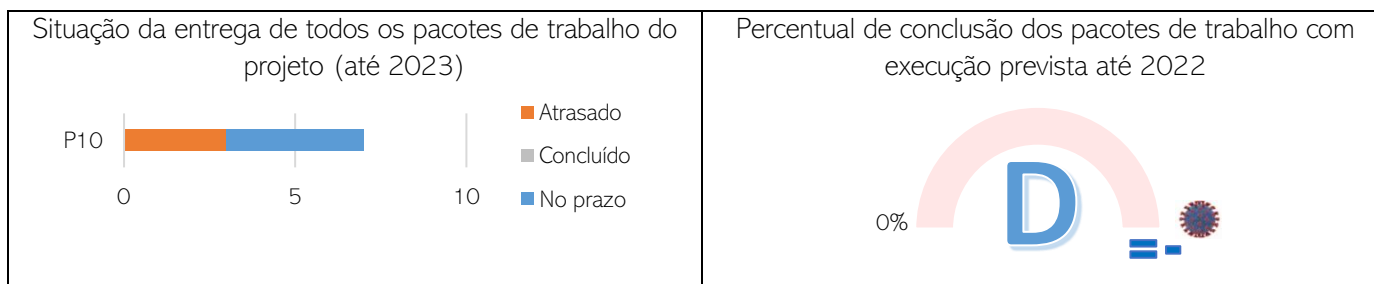 Situação da entrega de todos os pacotes de trabalho do
projeto (até 2023)
P10
0
5
10
Atrasado
Concluído
No prazo
Percentual de conclusão dos pacotes de trabalho com
execução prevista até 2022
0%
D
= -